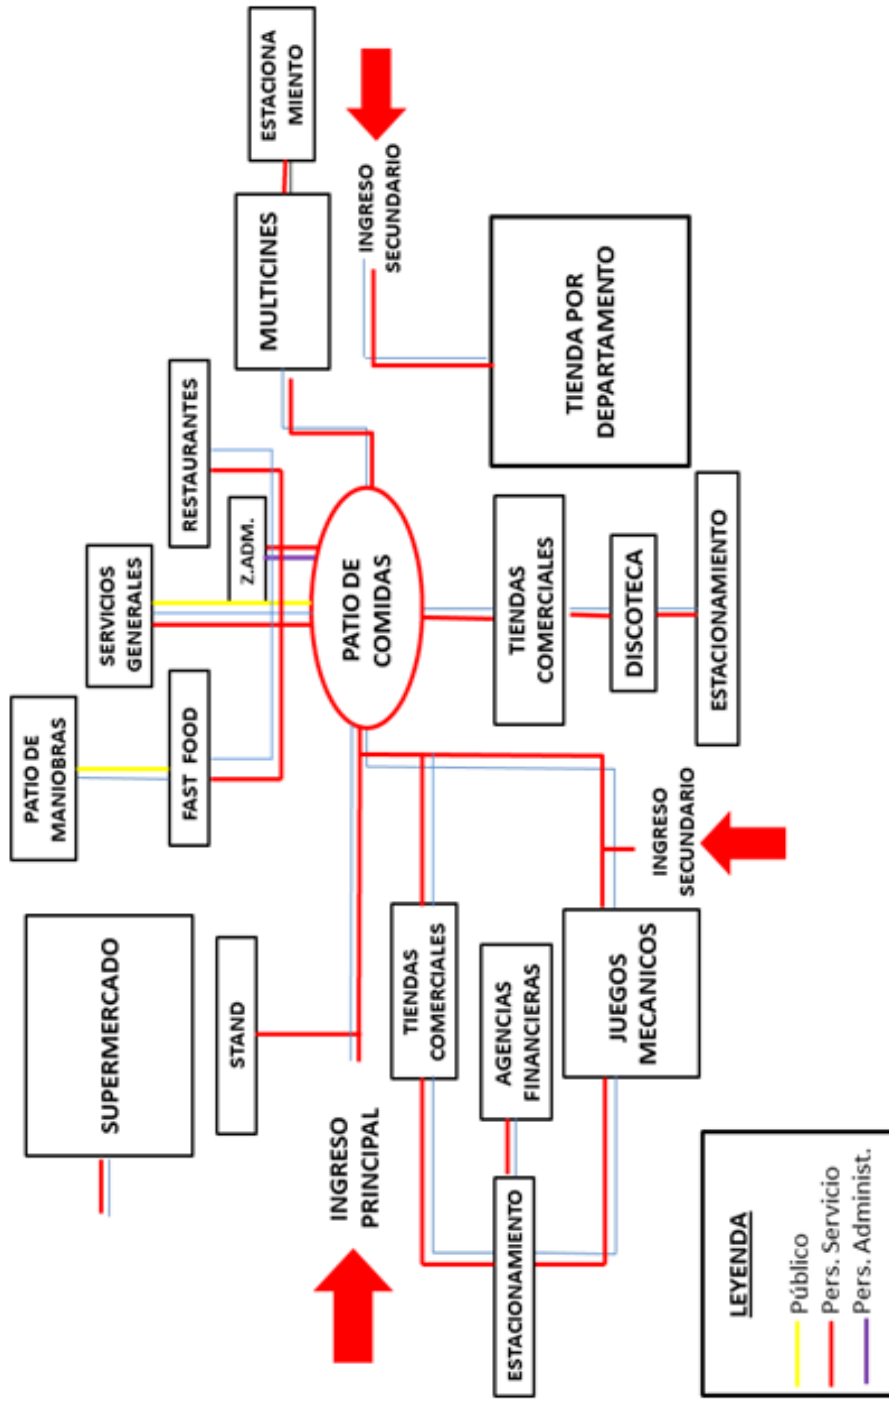 PATIO DE
MANIOBRAS
SUPERMERCADO
SERVICIOS
GENERALES
FAST FOOD
RESTAURANTES
STAND
Z.ADM.
MULTICINES
ESTACIONA
MIENTO
INGRESO
PRINCIPAL
PATIO DE
COMIDAS
INGRESO
SECUNDARIO
TIENDAS
COMERCIALES
AGENCIAS
FINANCIERAS
ESTACIONAMIENTO
TIENDAS
COMERCIALES
TIENDA POR
DEPARTAMENTO
JUEGOS
MECANICOS
DISCOTECA
INGRESO
SECUNDARIO
ESTACIONAMIENTO
LEYENDA
Público
Pers. Servicio
Pers. Administ.